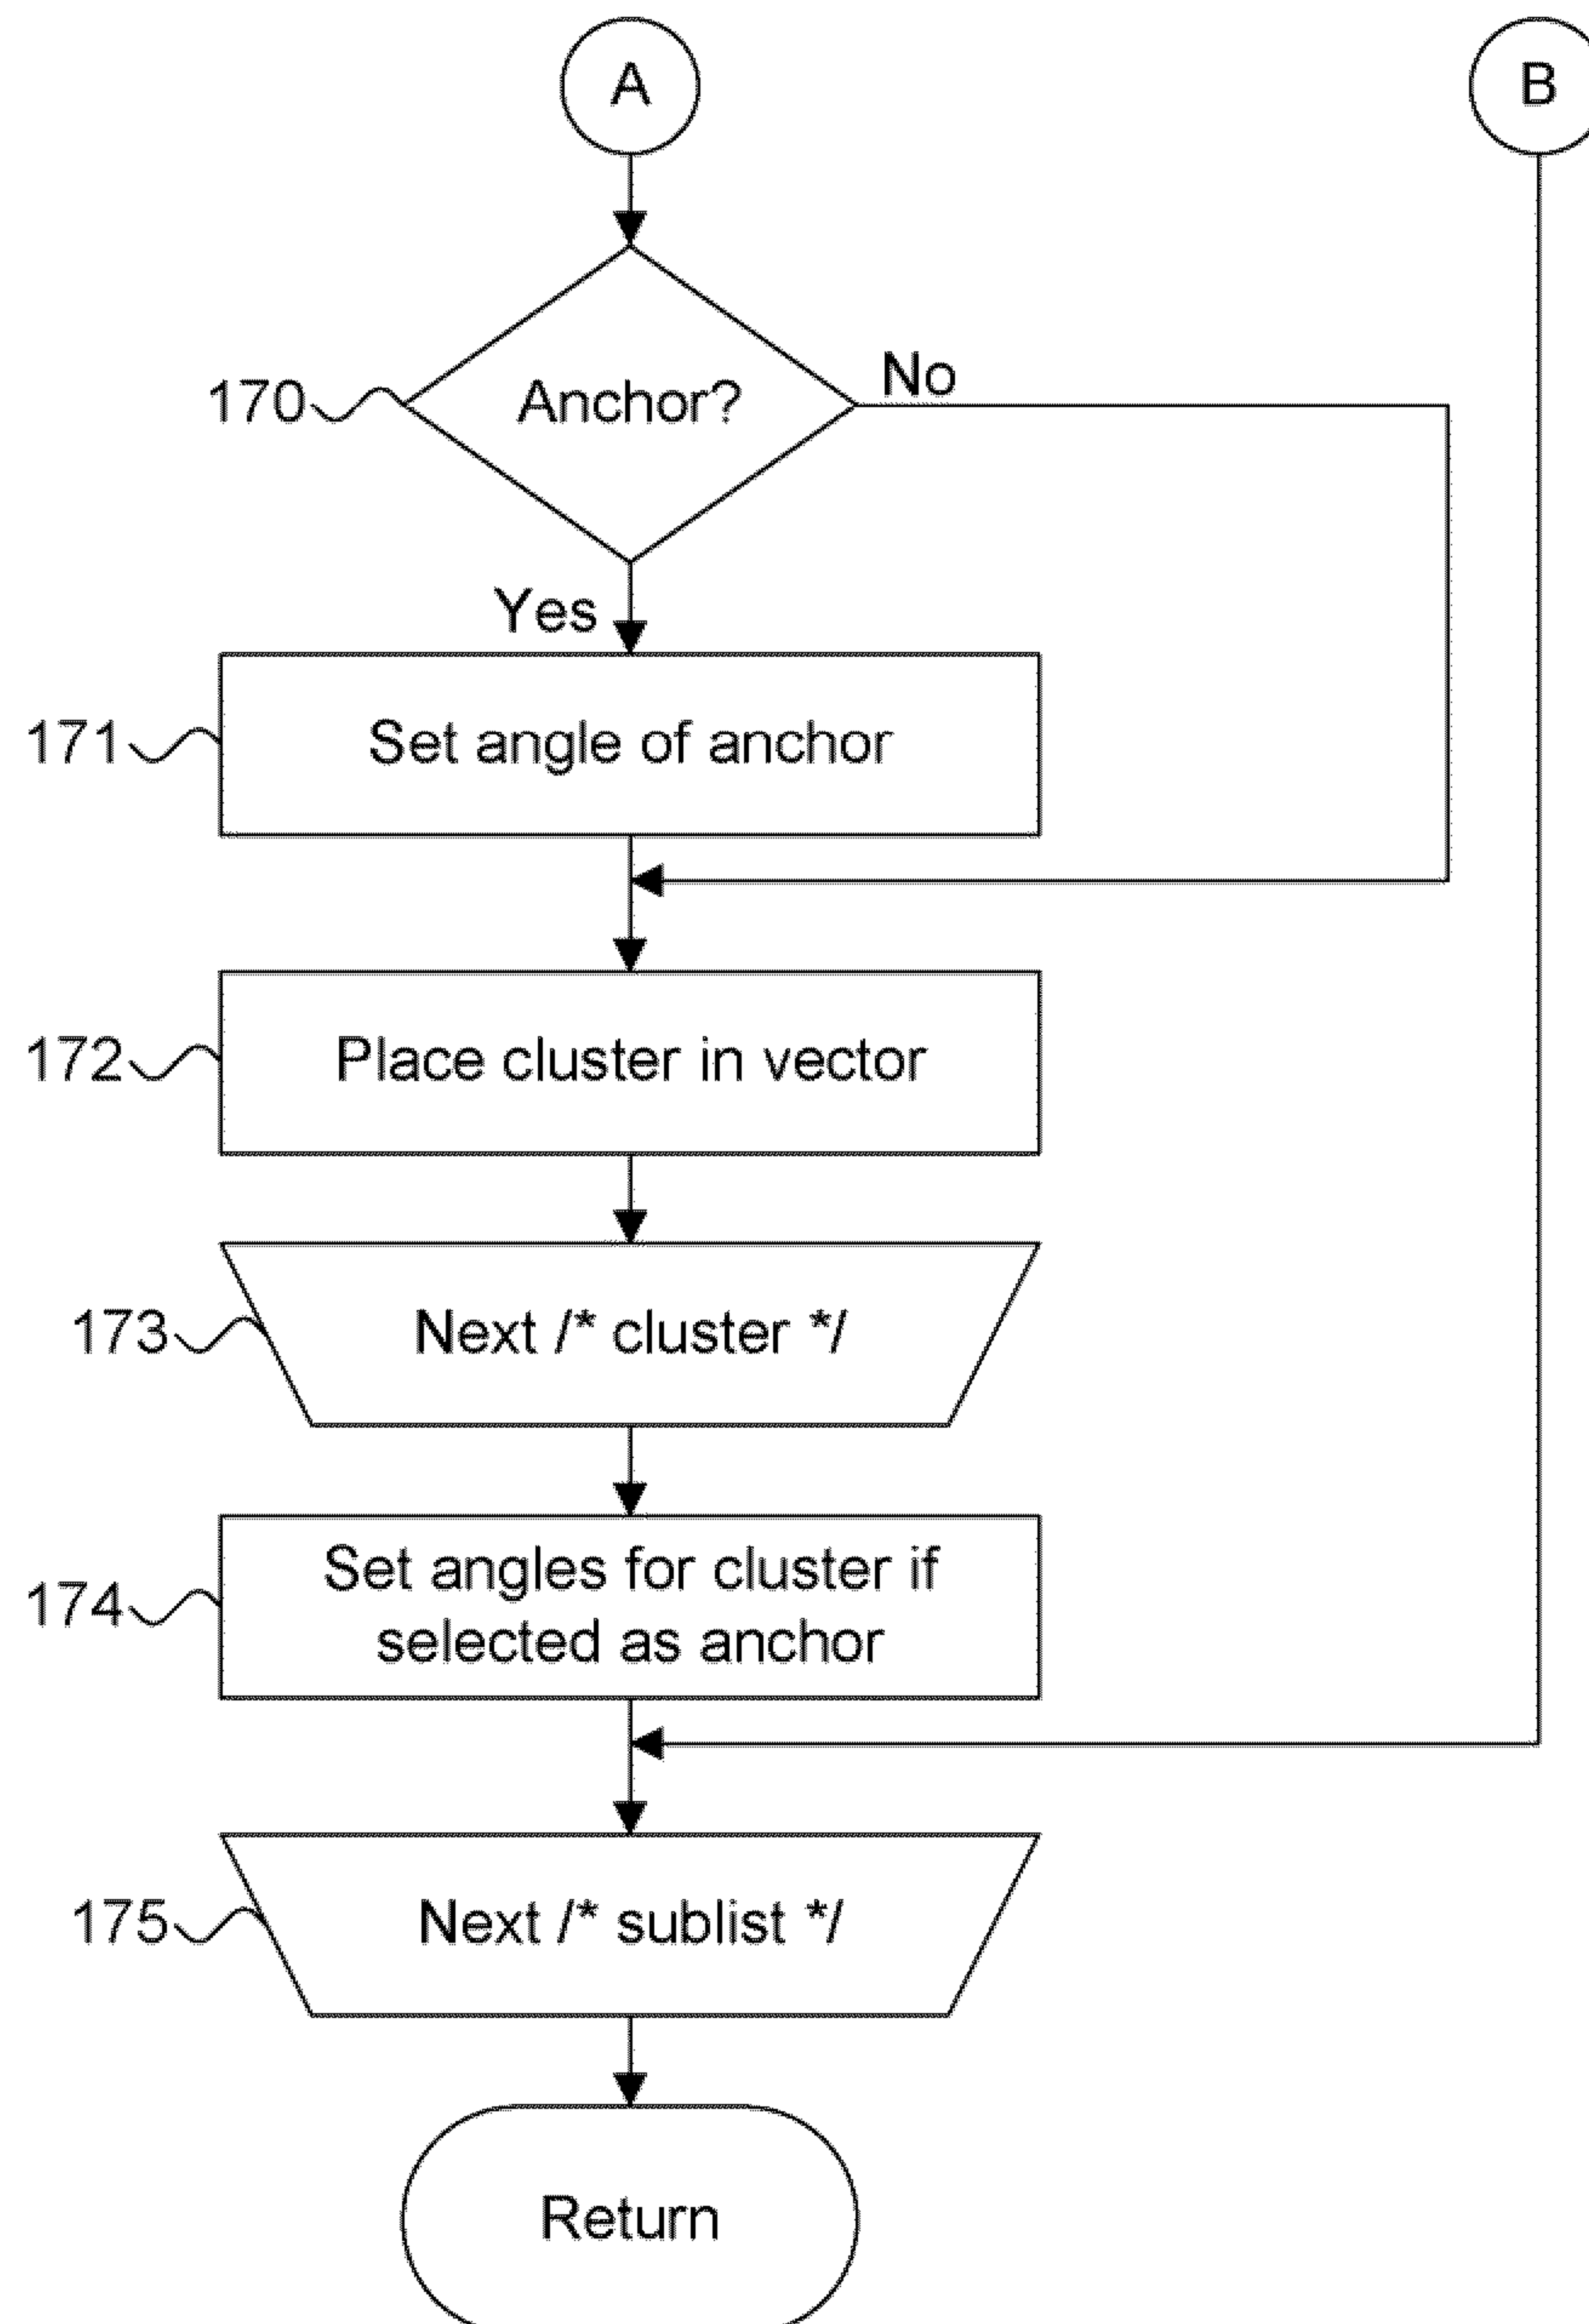 A
B
170
Anchor?
No
Yes
171
Set angle of anchor
172
Place cluster in vector
173
Next /* cluster */
174
Set angles for cluster if
selected as anchor
175
Next /* sublist */
Return